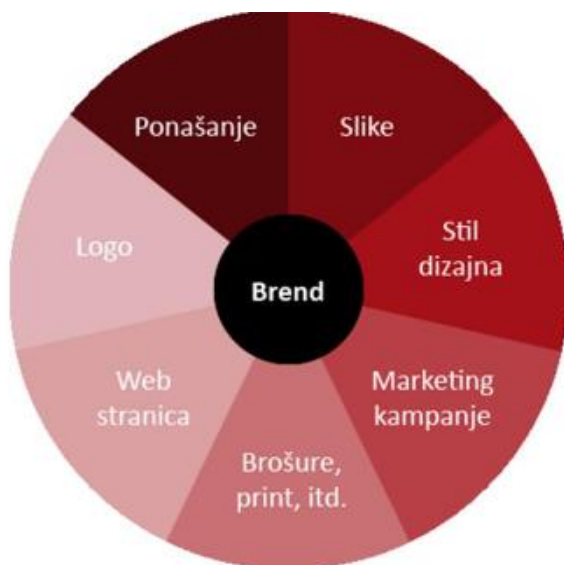 Ponašanje
Slike
Stil
dizajna
Marketing
kampanje
Brošure,
print, itd.
Web
stranica
Logo
Brend